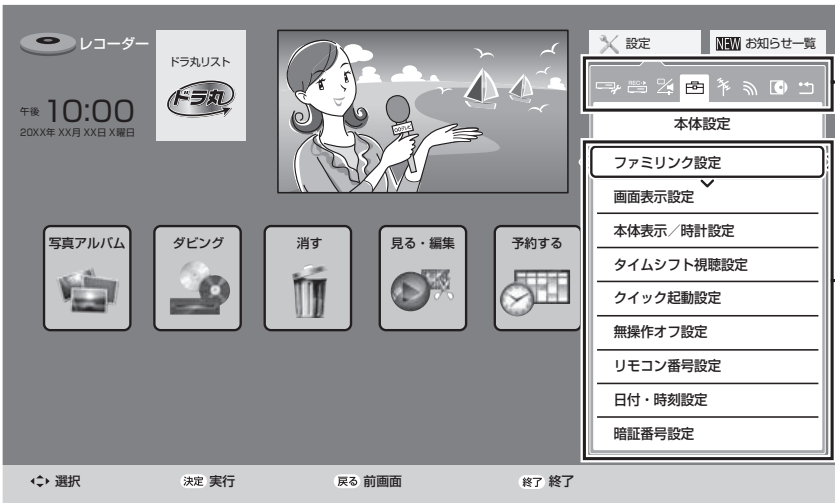 レコーダー
午後 10:00
20XX年 XX月 XX日 X曜日
ドラ丸リスト
ドラ丸
設定
NEW お知らせ一覧
REC
本体設定
ファミリンク設定
画面表示設定
本体表示／時計設定
タイムシフト視聴設定
クイック起動設定
無操作オフ設定
リモコン番号設定
日付・時刻設定
暗証番号設定
写真アルバム
ダビング
消す
見る・編集
予約する
選択
決定 実行
戻る 前画面
終了 終了